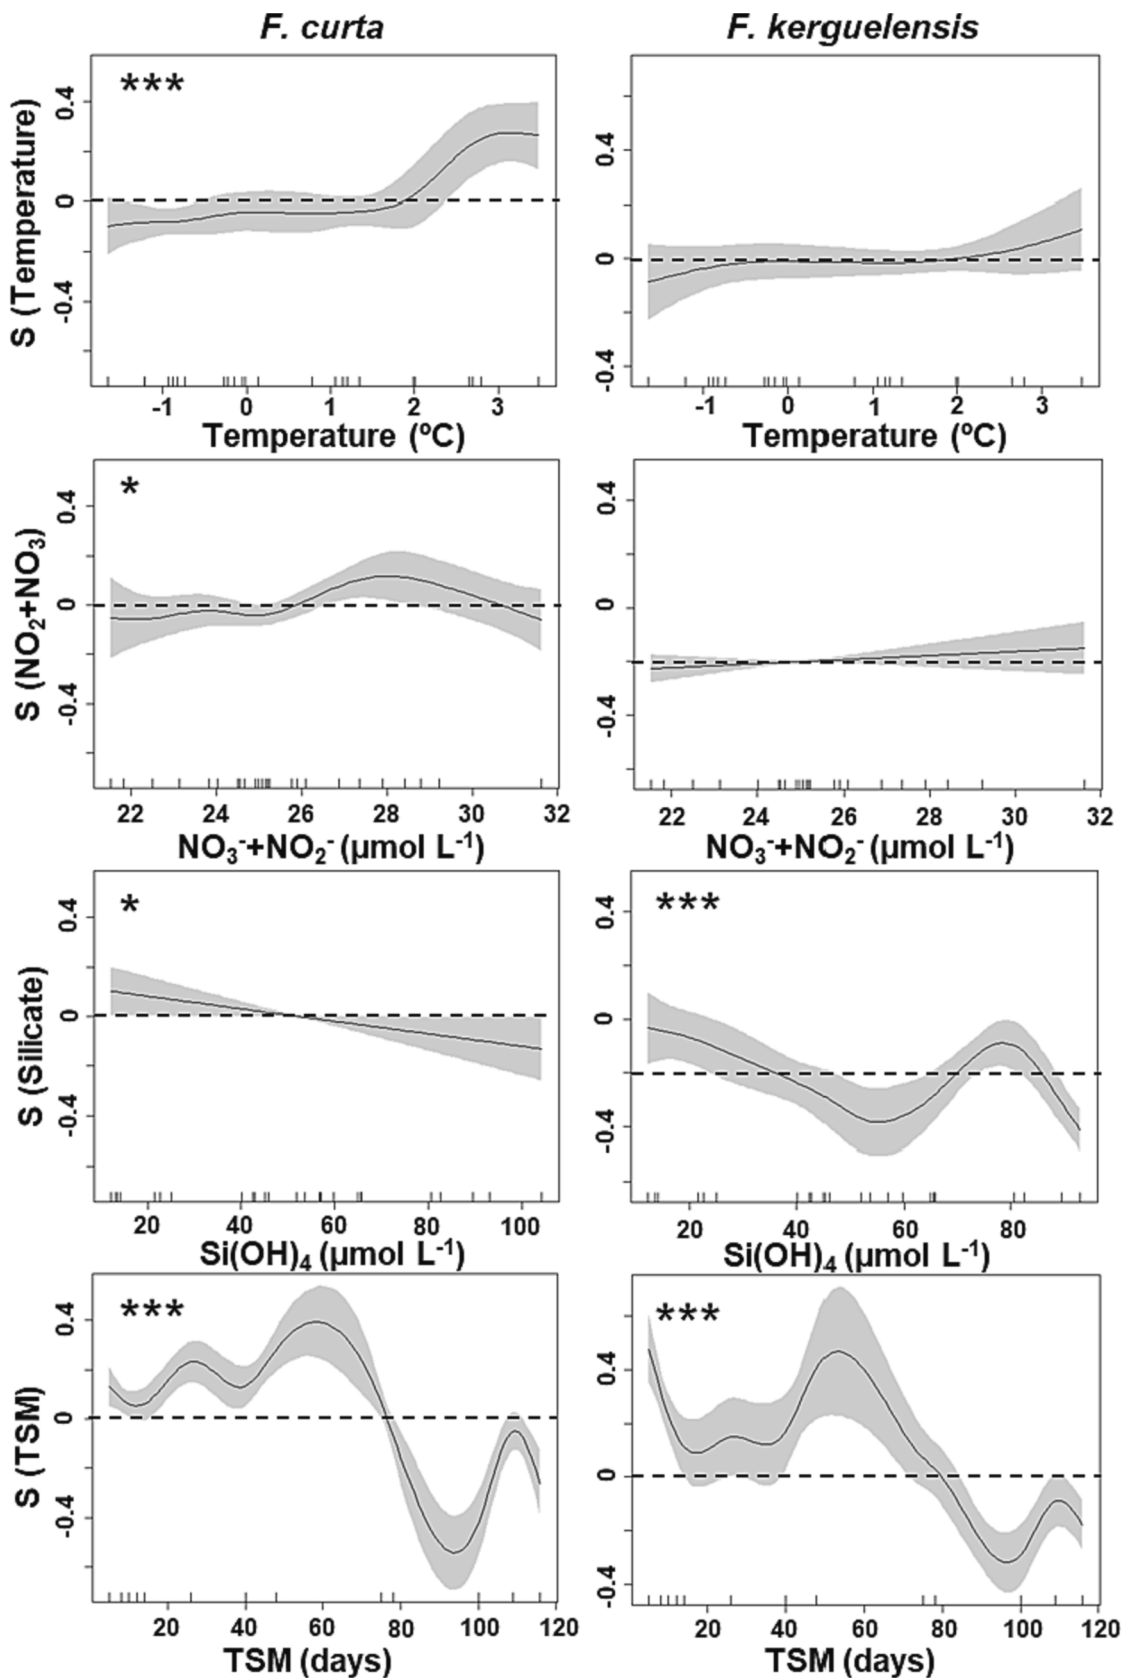 F. curta F. kerguelensis
*** 
S (Temperature)
0.4 0 -0.4
0.4 0 -0.4
-1 0 1 2 3
-1 0 1 2 3
Temperature (ºC) Temperature (ºC)
*
S (NO₂+NO₃)
0.4 0 -0.4
0.4 0 -0.4
22 24 26 28 30 32
22 24 26 28 30 32
NO₃⁻+NO₂⁻ (µmol L⁻¹) NO₃⁻+NO₂⁻ (µmol L⁻¹)
* ***
S (Silicate)
0.4 0 -0.4
0.4 0 -0.4
20 40 60 80 100
20 40 60 80
Si(OH)₄ (µmol L⁻¹) Si(OH)₄ (µmol L⁻¹)
*** ***
S (TSM)
0.4 0 -0.4
0.4 0 -0.4
20 40 60 80 100 120
20 40 60 80 100 120
TSM (days) TSM (days)